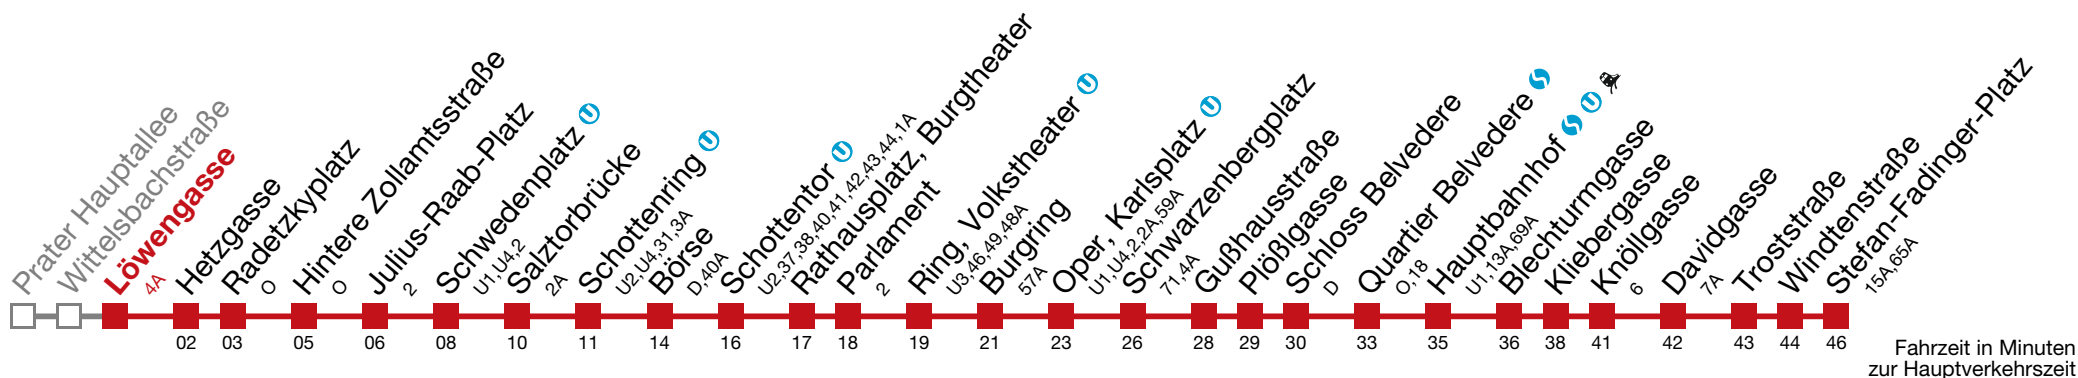 Prater Hauptallee
Wittelsbachstraße
Löwengasse
4A
Hetzgasse
Radetzkyplatz
O
Hintere Zollamtsstraße
O
Julius-Raab-Platz
2
Schwedenplatz
U1,U4,2
Salztorbrücke
2A
Schottenring
U2,U4,31,3A
Börse
D,40A
Schottentor
U2,37,38,40,41,42,43,44,1A
Rathausplatz, Burgtheater
Parlament
2
Ring, Volkstheater
U3,46,49,48A
Burgring
57A
Oper, Karlsplatz
U1,U4,2,2A,59A
Schwarzenbergplatz
71,4A
Gußhausstraße
Plößlgasse
Schloss Belvedere
D
Quartier Belvedere
O,18
Hauptbahnhof
U1,13A,69A
Blechturmgasse
Kliebergasse
Knöllgasse
6
Davidgasse
7A
Troststraße
Windtenstraße
Stefan-Fadinger-Platz
15A,65A
02 03 05 06 08 10 11 14 16 17 18 19 21 23 26 28 29 30 33 35 36 38 41 42 43 44 46
Fahrzeit in Minuten
zur Hauptverkehrszeit